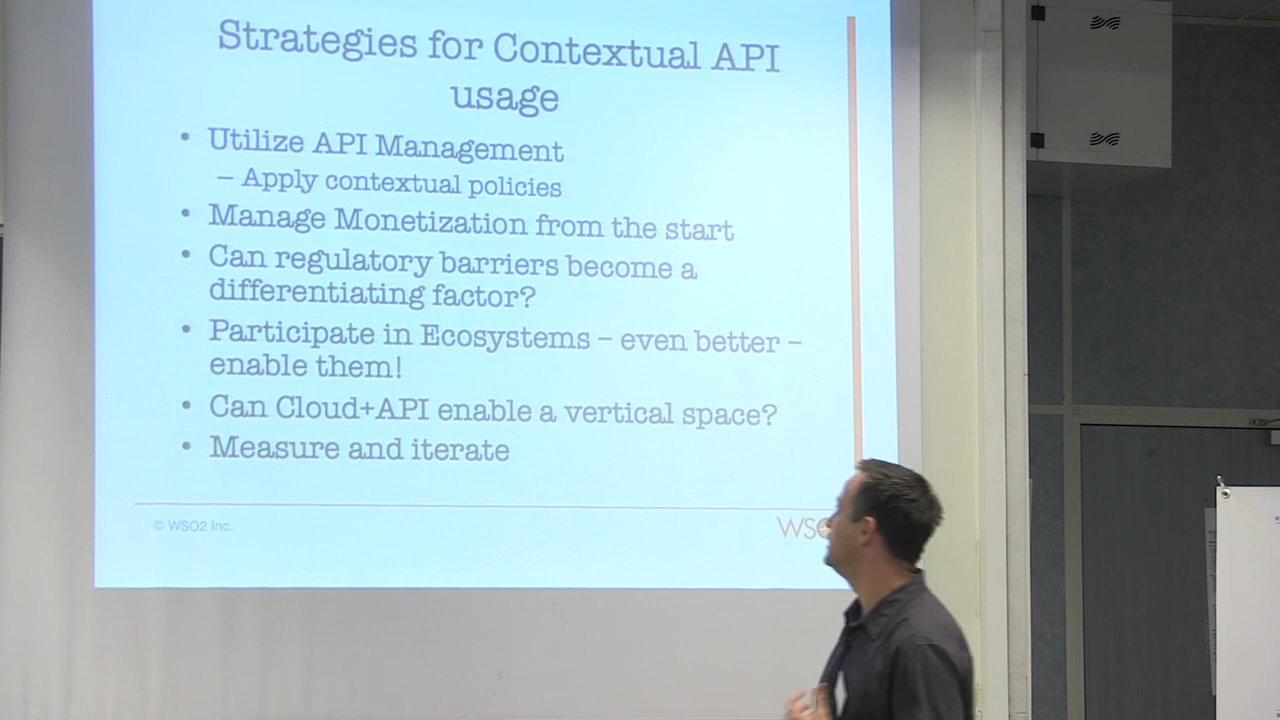 Strategies for Contextual API
usage
• Utilize API Management
– Apply contextual policies
• Manage Monetization from the start
• Can regulatory barriers become a
differentiating factor?
• Participate in Ecosystems – even better –
enable them!
• Can Cloud+API enable a vertical space?
• Measure and iterate
© WSO2 Inc.
WSO